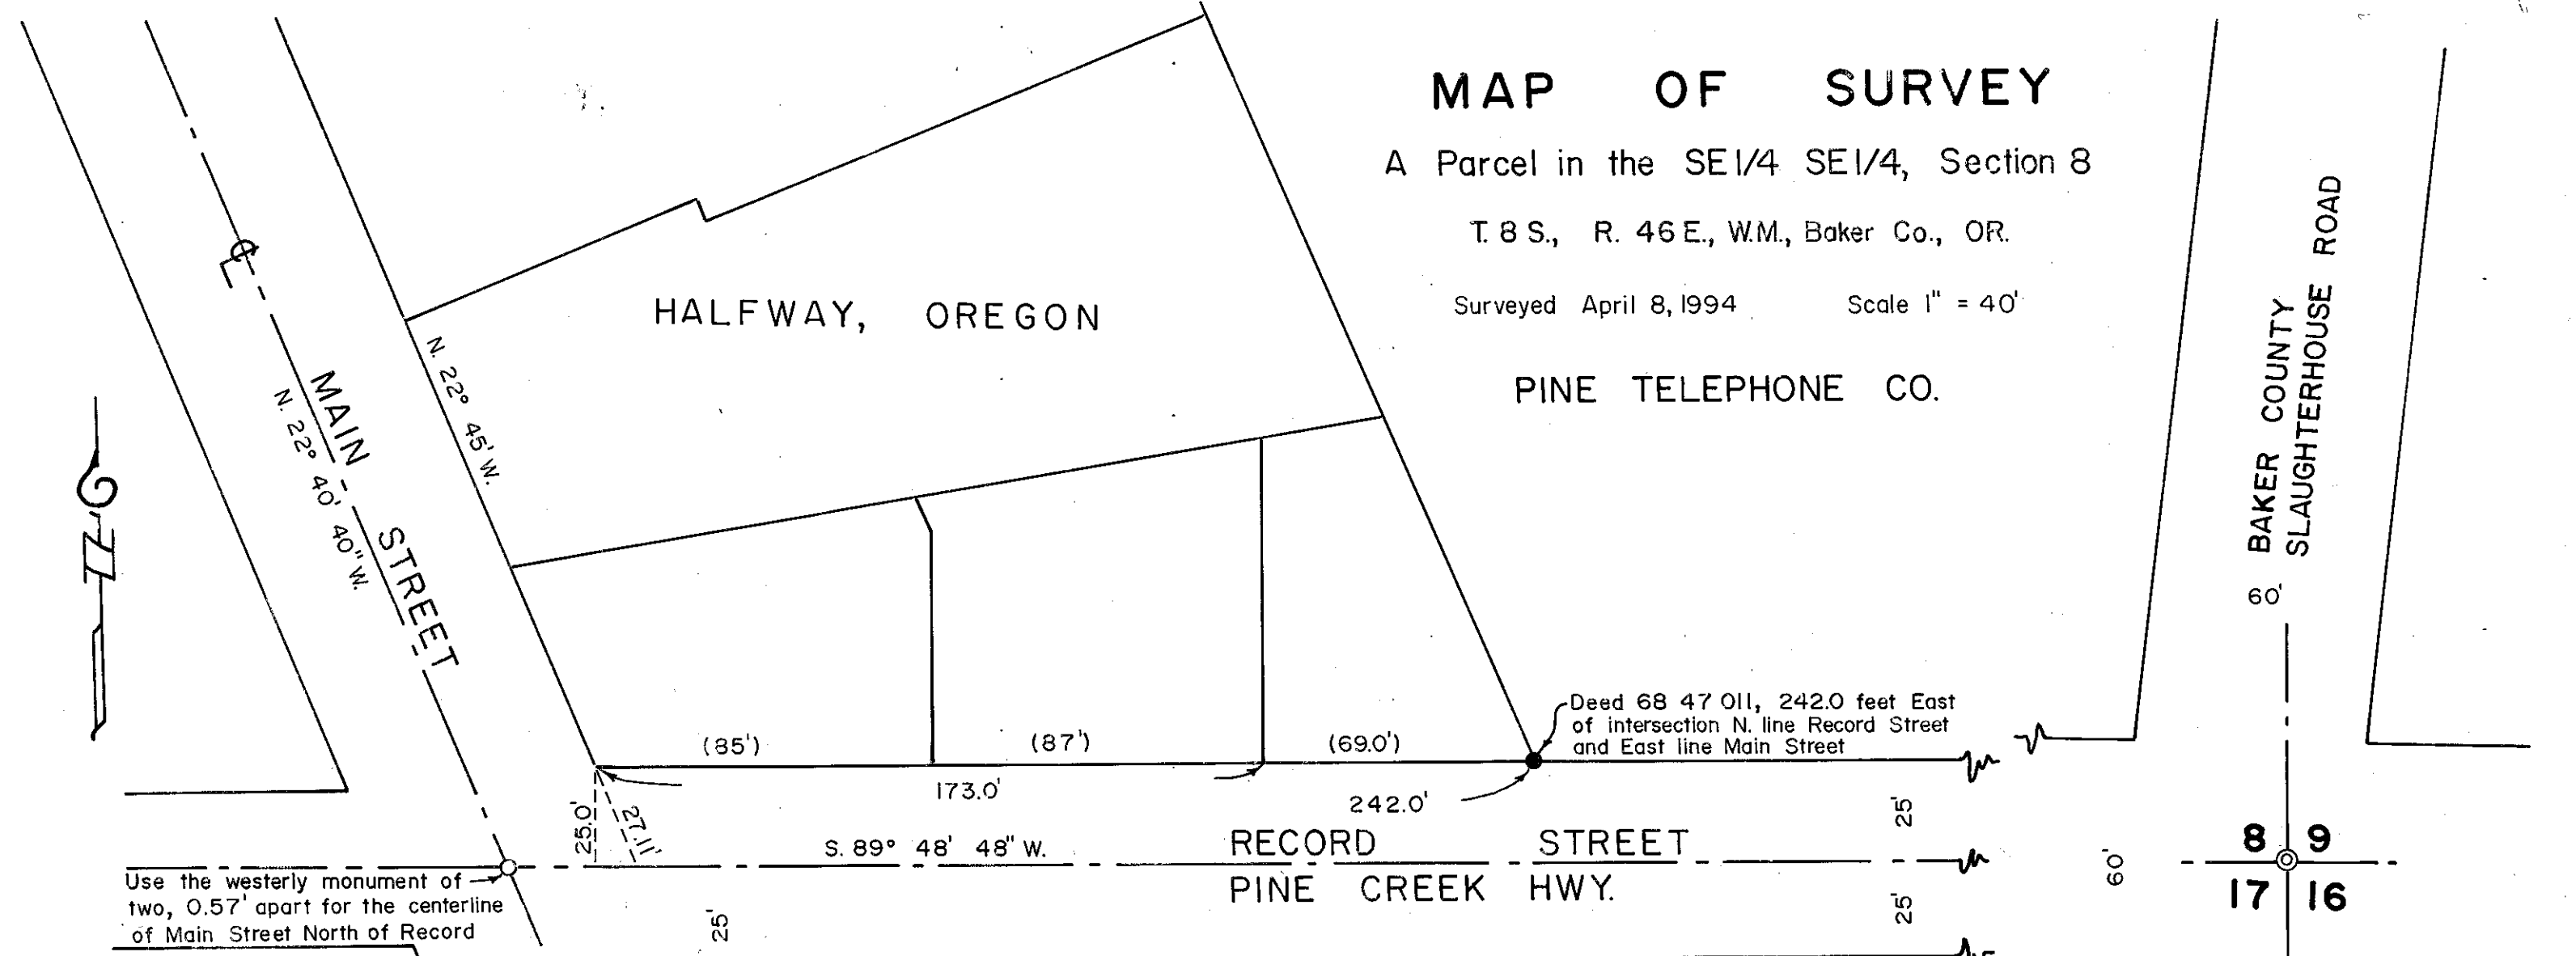 MAP OF SURVEY
A Parcel in the SE1/4 SE1/4, Section 8
T. 8 S., R. 46 E., W.M., Baker Co., OR.
Surveyed April 8, 1994 Scale 1" = 40'
PINE TELEPHONE CO.
HALFWAY, OREGON
N. 22° 45' W.
MAIN STREET
N. 22° 40' 40" W.
N
BAKER COUNTY
SLAUGHTERHOUSE ROAD
60'
Deed 68 47 011, 242.0 feet East
of intersection N. line Record Street
and East line Main Street
(85')
(87')
(69.0')
173.0'
242.0'
25.0'
27.11'
25'
S. 89° 48' 48" W.
RECORD STREET
PINE CREEK HWY.
Use the westerly monument of
two, 0.57' apart for the centerline
of Main Street North of Record
25'
25'
60'
8 9
17 16